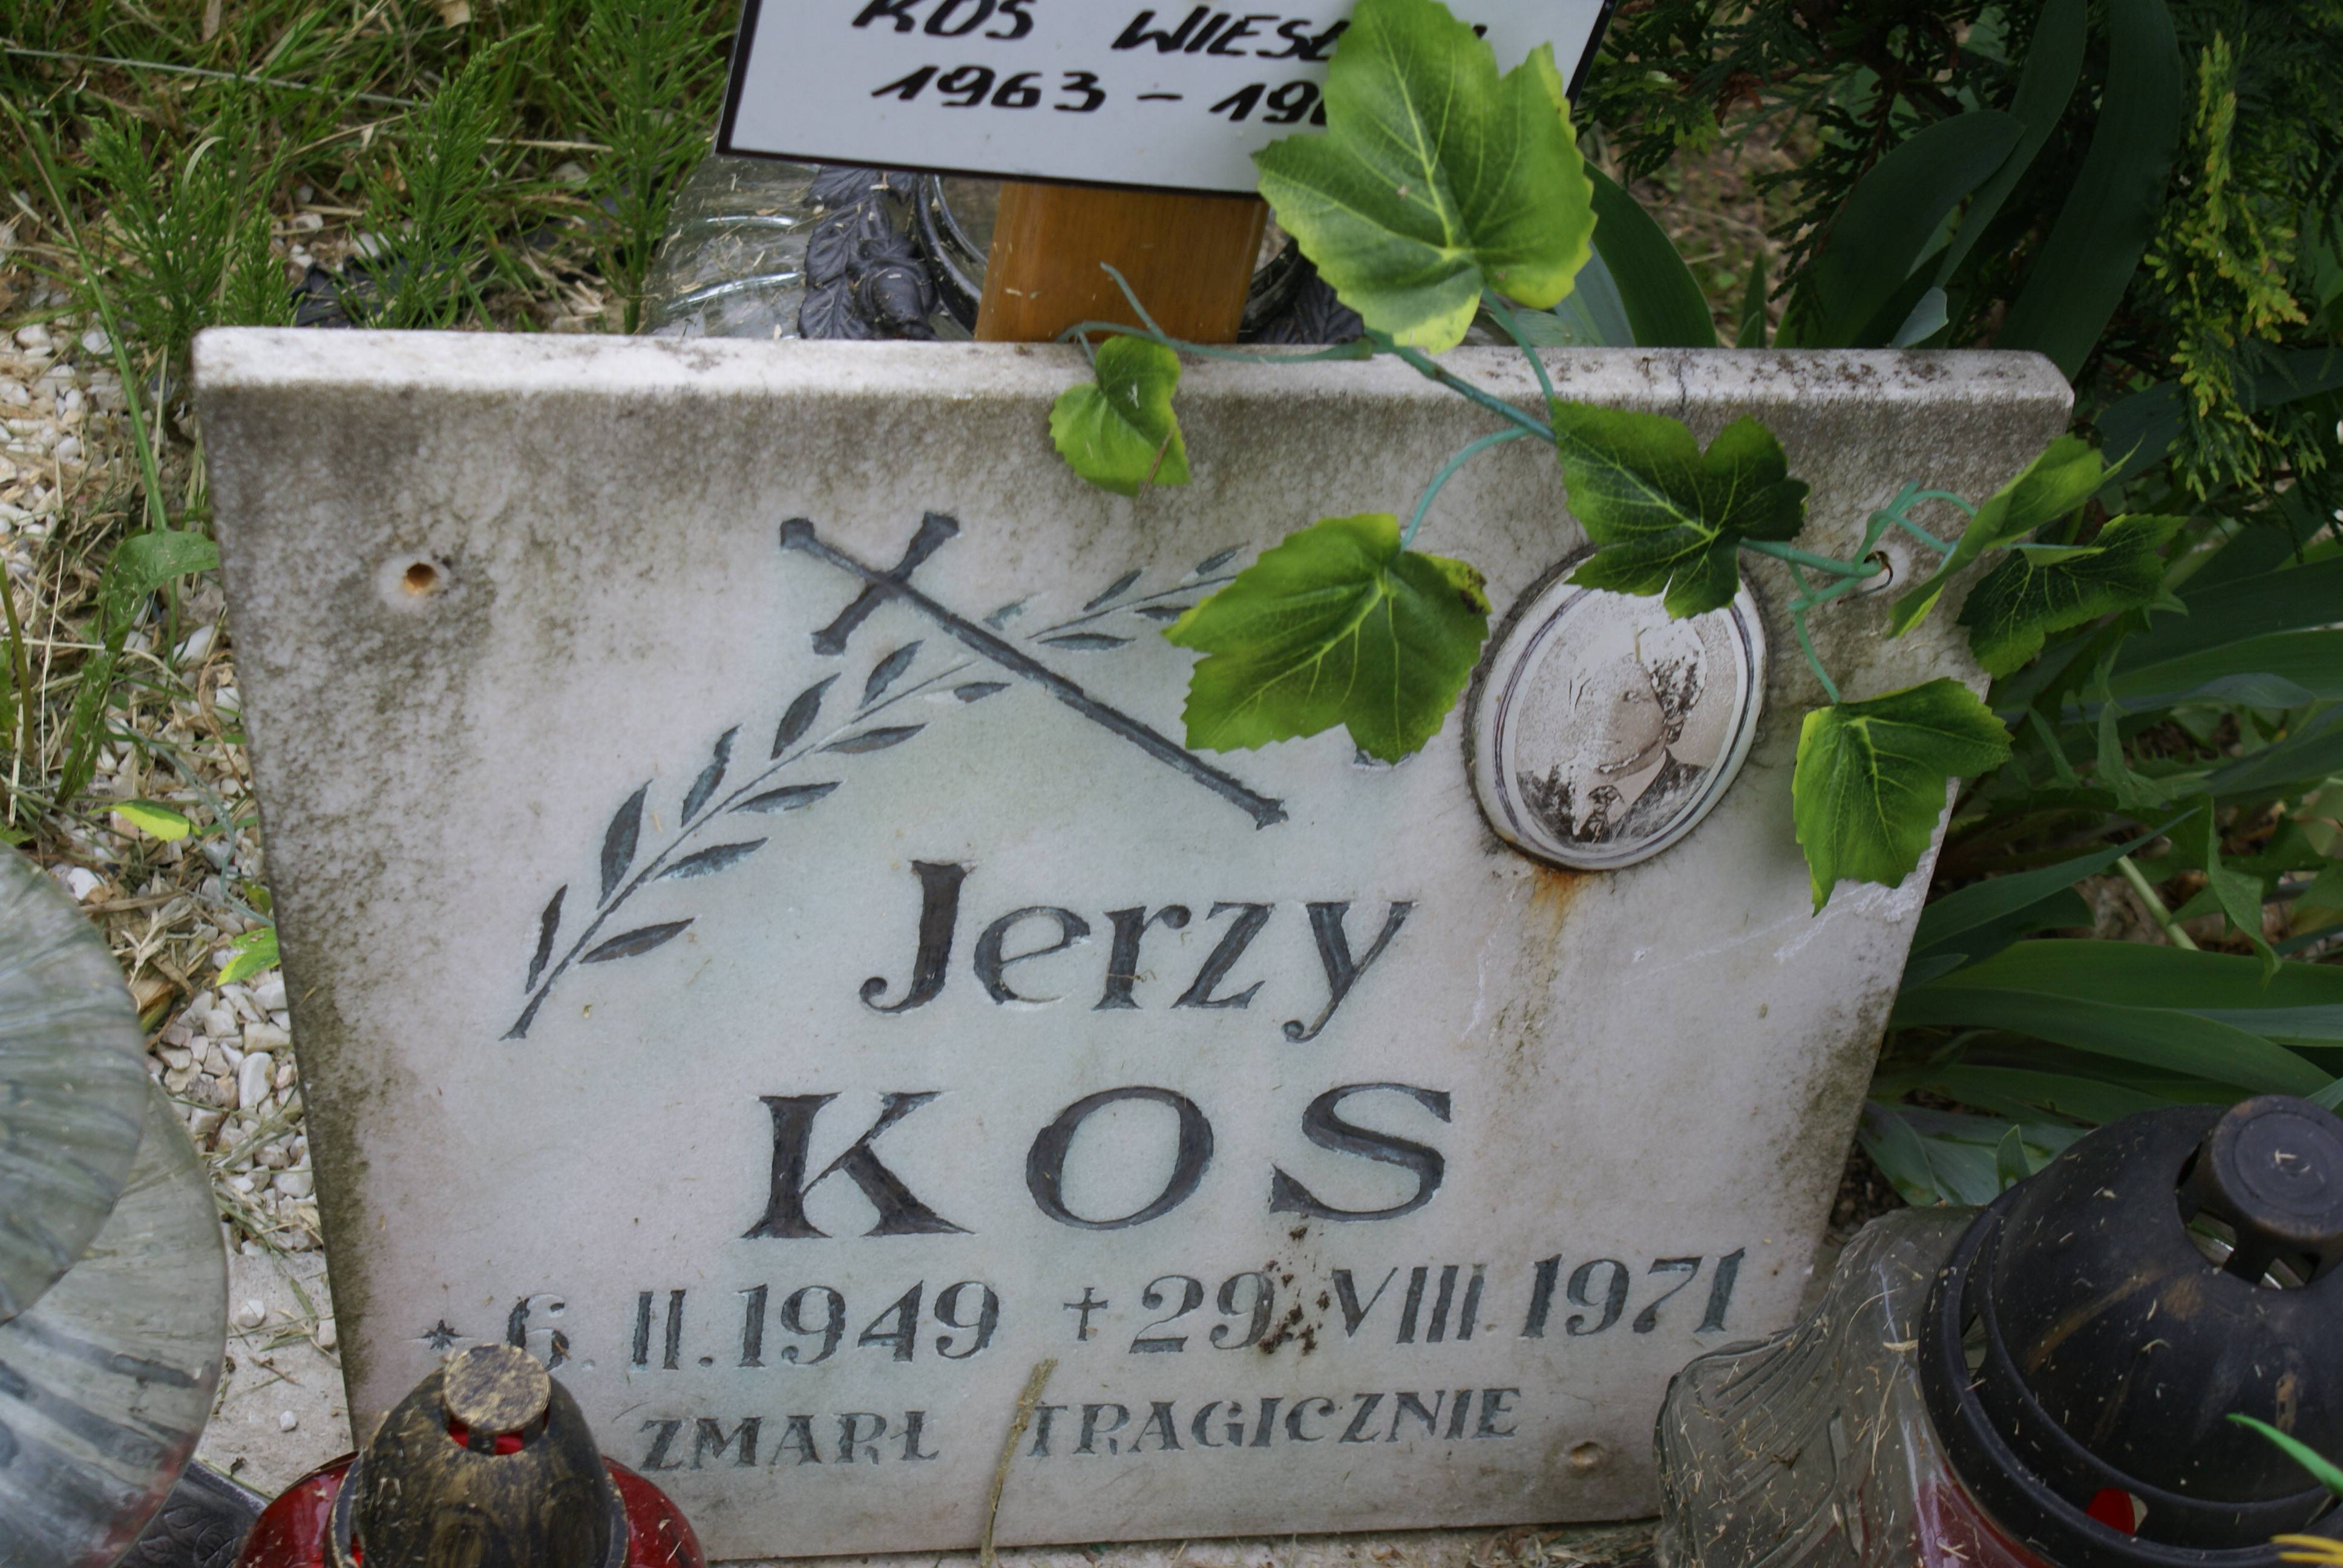 KOS
1963 -
Jerzy
KOS
* 6. II. 1949 † 29. VIII. 1971
ZMARŁ TRAGICZNIE